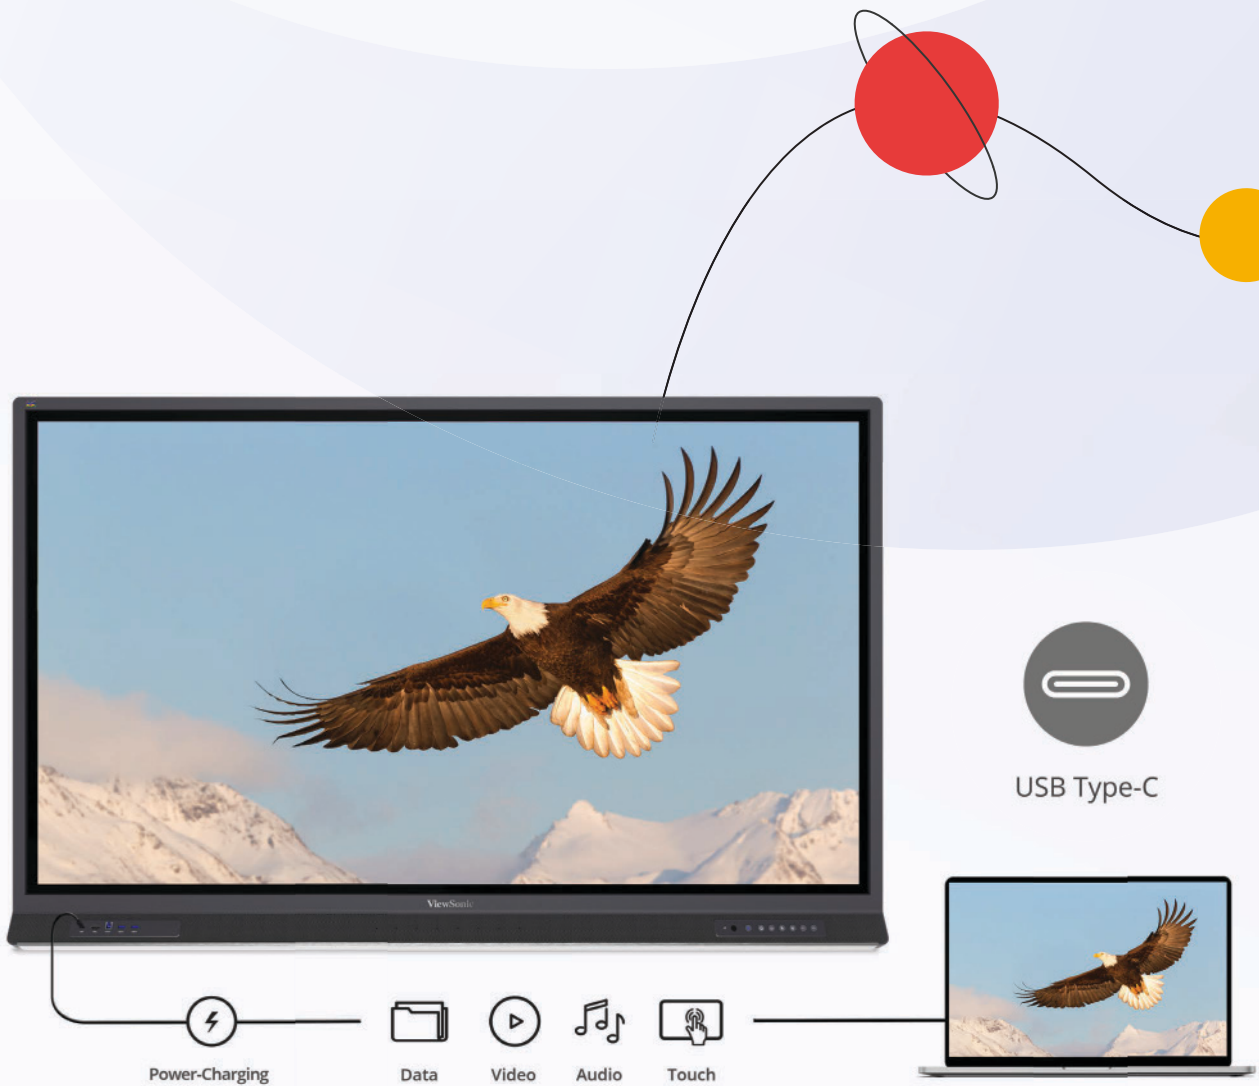 ViewSonic
USB Type-C
Power-Charging
Data
Video
Audio
Touch